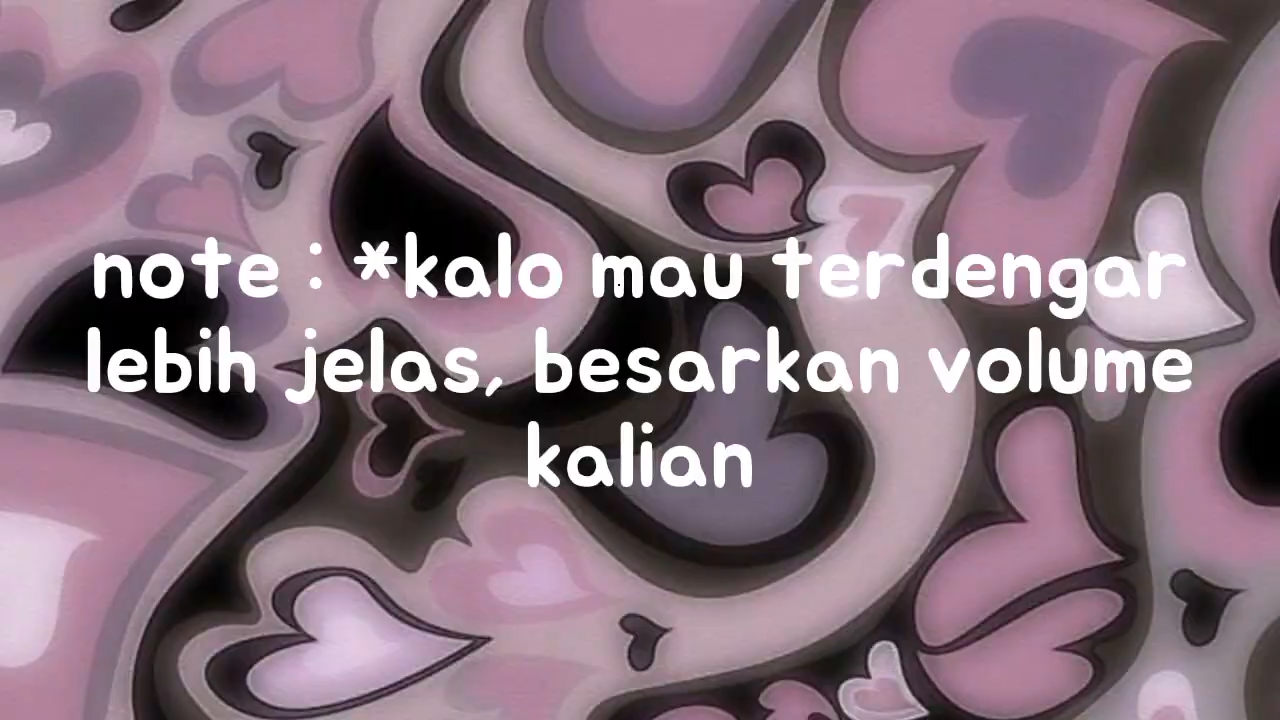 note : *kalo mau terdengar
lebih jelas, besarkan volume
kalian